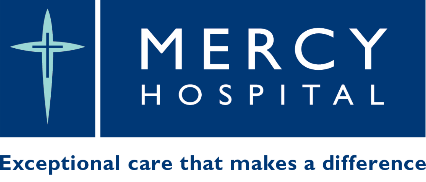 MERCY
HOSPITAL
Exceptional care that makes a difference